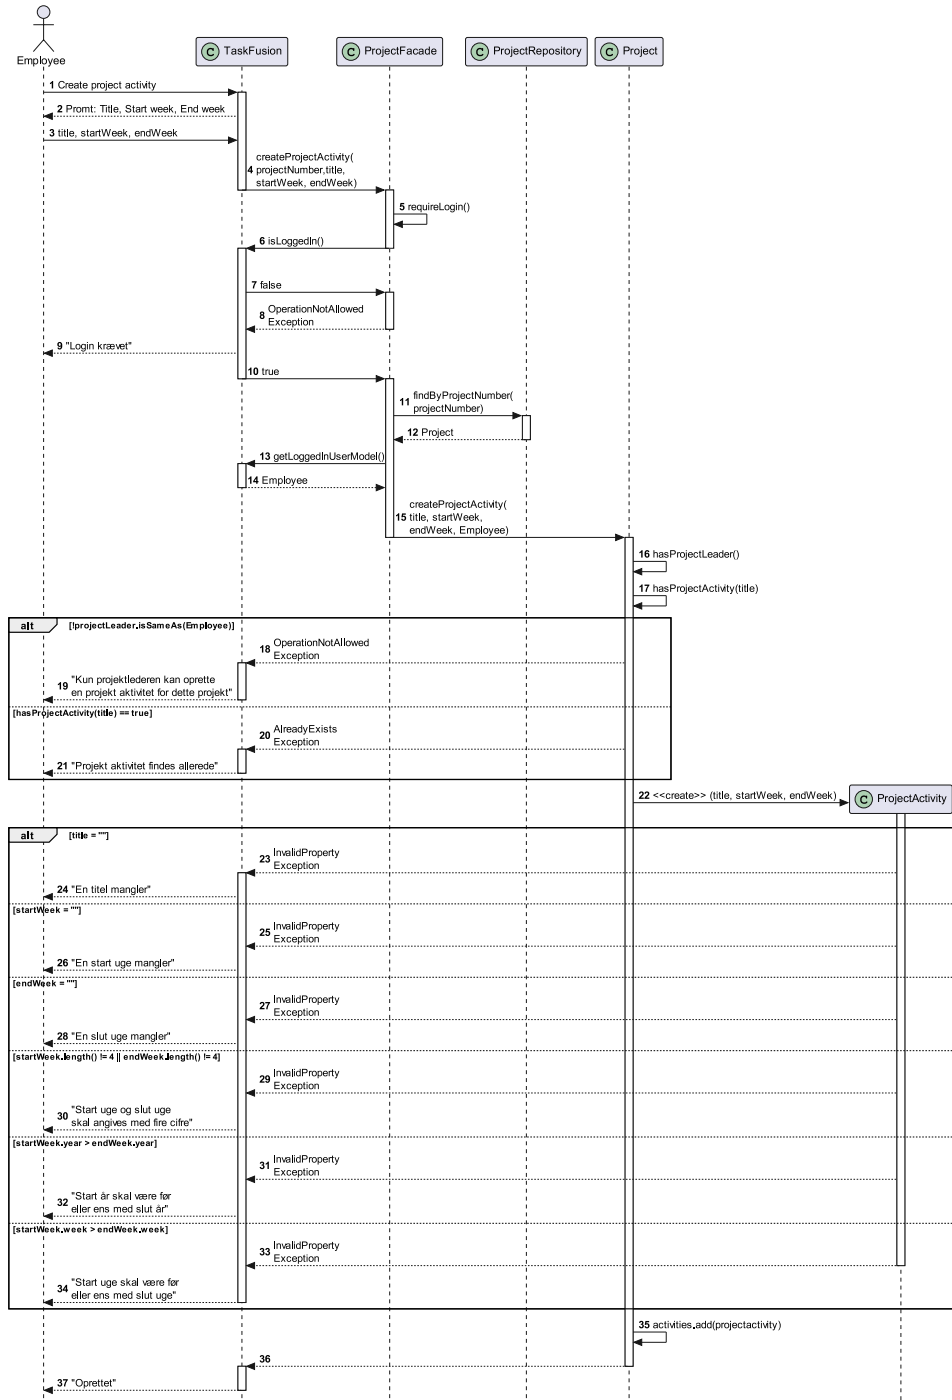 Employee
C TaskFusion
C ProjectFacade
C ProjectRepository
C Project
1 Create project activity
2 Promt: Title, Start week, End week
3 title, startWeek, endWeek
4 createProjectActivity(
projectNumber,title,
startWeek, endWeek)
5 requireLogin()
6 isLoggedIn()
7 false
8 OperationNotAllowed
Exception
9 "Login krævet"
10 true
11 findByProjectNumber(
projectNumber)
12 Project
13 getLoggedInUserModel()
14 Employee
15 createProjectActivity(
title, startWeek,
endWeek, Employee)
16 hasProjectLeader()
17 hasProjectActivity(title)
alt [!projectLeader.isSameAs(Employee)]
18 OperationNotAllowed
Exception
19 "Kun projektlederen kan oprette
en projekt aktivitet for dette projekt"
[hasProjectActivity(title) == true]
20 AlreadyExists
Exception
21 "Projekt aktivitet findes allerede"
22 <<create>> (title, startWeek, endWeek)
C ProjectActivity
alt [title = ""]
23 InvalidProperty
Exception
24 "En titel mangler"
[startWeek = ""]
25 InvalidProperty
Exception
26 "En start uge mangler"
[endWeek = ""]
27 InvalidProperty
Exception
28 "En slut uge mangler"
[startWeek.length() != 4 || endWeek.length() != 4]
29 InvalidProperty
Exception
30 "Start uge og slut uge
skal angives med fire cifre"
[startWeek.year > endWeek.year]
31 InvalidProperty
Exception
32 "Start år skal være før
eller ens med slut år"
[startWeek.week > endWeek.week]
33 InvalidProperty
Exception
34 "Start uge skal være før
eller ens med slut uge"
35 activities.add(projectactivity)
36
37 "Oprettet"